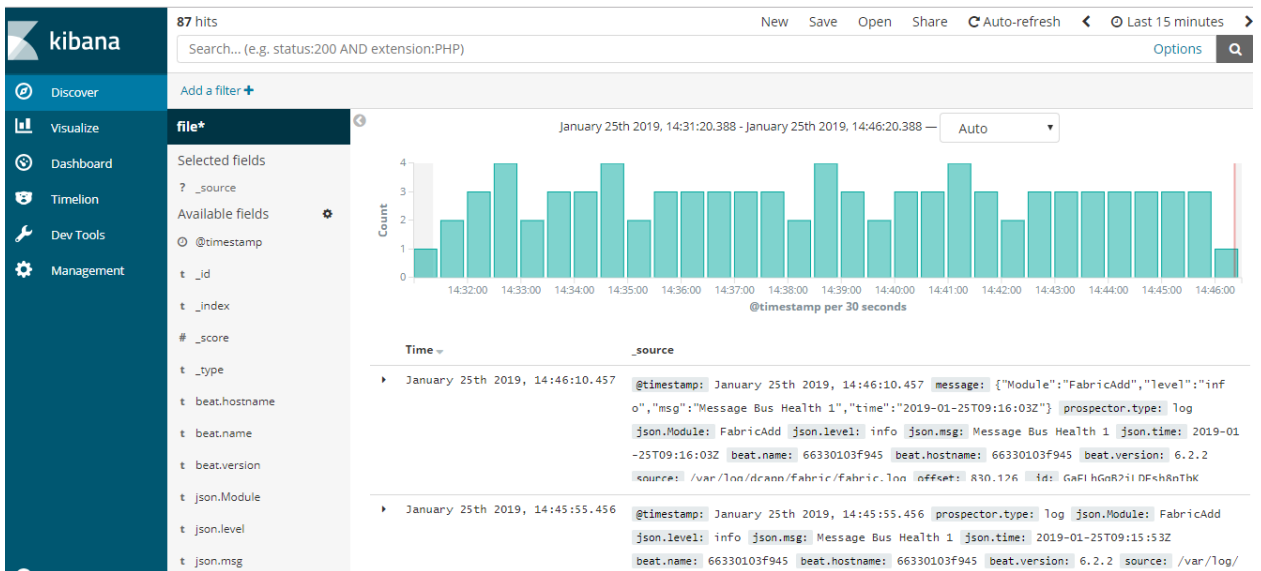 kibana
Discover
Visualize
Dashboard
Timelion
Dev Tools
Management
87 hits
New Save Open Share Auto-refresh Last 15 minutes
Search... (e.g. status:200 AND extension:PHP) Options
Add a filter +
file*
Selected fields
? _source
Available fields
@timestamp
t _id
t _index
# _score
t _type
t beat.hostname
t beat.name
t beat.version
t json.Module
t json.level
t json.msg
January 25th 2019, 14:31:20.388 - January 25th 2019, 14:46:20.388 — Auto
Count
4
3
2
1
0
14:32:00 14:33:00 14:34:00 14:35:00 14:36:00 14:37:00 14:38:00 14:39:00 14:40:00 14:41:00 14:42:00 14:43:00 14:44:00 14:45:00 14:46:00
@timestamp per 30 seconds
Time _source
January 25th 2019, 14:46:10.457 @timestamp: January 25th 2019, 14:46:10.457 message: {"Module":"FabricAdd","level":"inf
o","msg":"Message Bus Health 1","time":"2019-01-25T09:16:03Z"} prospector.type: log
json.Module: FabricAdd json.level: info json.msg: Message Bus Health 1 json.time: 2019-01
-25T09:16:03Z beat.name: 66330103f945 beat.hostname: 66330103f945 beat.version: 6.2.2
source: /var/log/dcapp/fabric/fabric.log offset: 830,126 _id:
January 25th 2019, 14:45:55.456 @timestamp: January 25th 2019, 14:45:55.456 prospector.type: log json.Module: FabricAdd
json.level: info json.msg: Message Bus Health 1 json.time: 2019-01-25T09:15:53Z
beat.name: 66330103f945 beat.hostname: 66330103f945 beat.version: 6.2.2 source: /var/log/